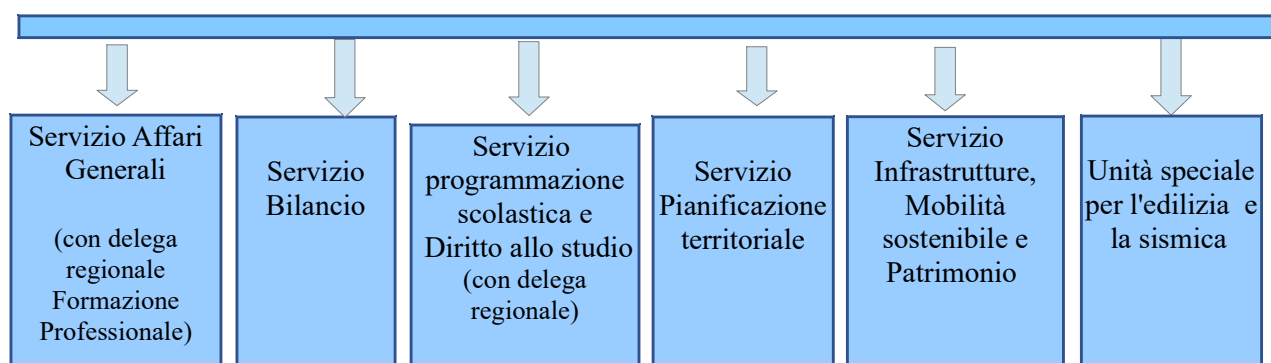 Servizio Affari
Generali
(con delega
regionale
Formazione
Professionale)
Servizio
Bilancio
Servizio
programmazione
scolastica e
Diritto allo studio
(con delega
regionale)
Servizio
Pianificazione
territoriale
Servizio
Infrastrutture,
Mobilità
sostenibile e
Patrimonio
Unità speciale
per l'edilizia e
la sismica